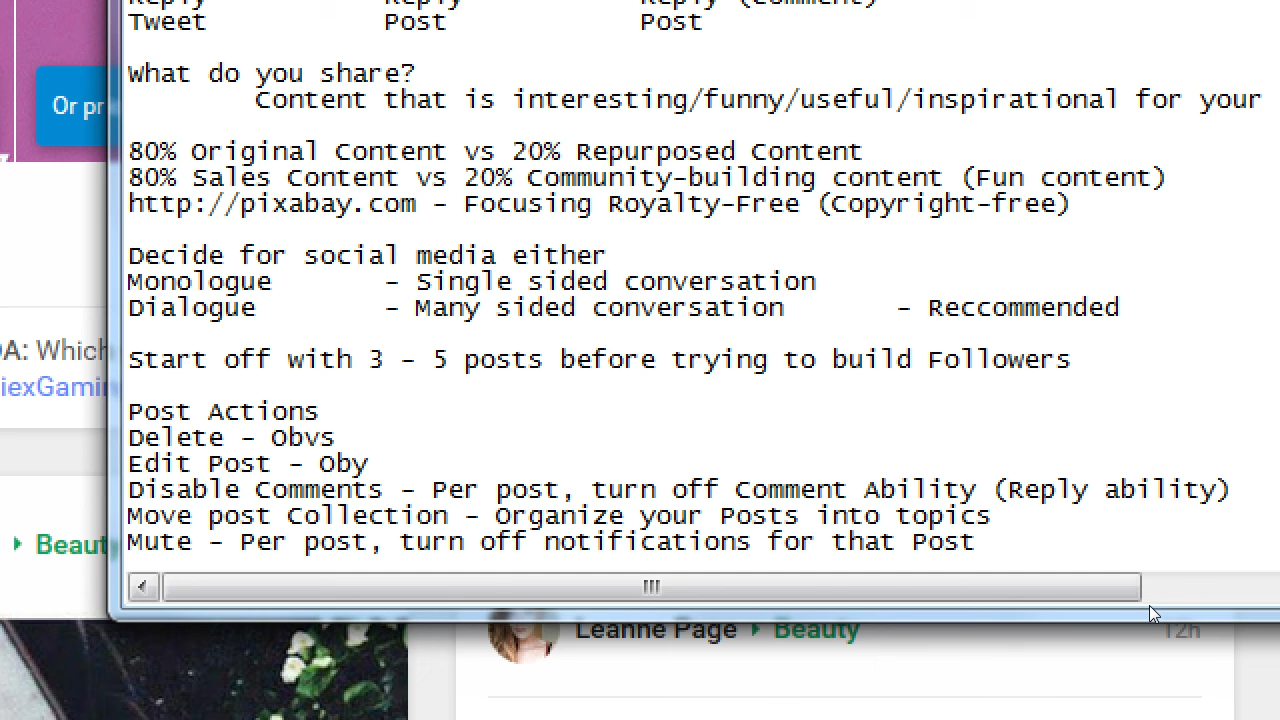 Reply Reply Reply (Comment)
Tweet Post Post
What do you share?
Content that is interesting/funny/useful/inspirational for your
80% Original Content vs 20% Repurposed Content
80% Sales Content vs 20% Community-building content (Fun content)
http://pixabay.com - Focusing Royalty-Free (Copyright-free)
Decide for social media either
Monologue - Single sided conversation
Dialogue - Many sided conversation - Reccommended
Start off with 3 - 5 posts before trying to build Followers
Post Actions
Delete - Obvs
Edit Post - Oby
Disable Comments - Per post, turn off Comment Ability (Reply ability)
Move post Collection - Organize your Posts into topics
Mute - Per post, turn off notifications for that Post
Or pr
A: Which
iexGamin
Beaut
Leanne Page Beauty 12h